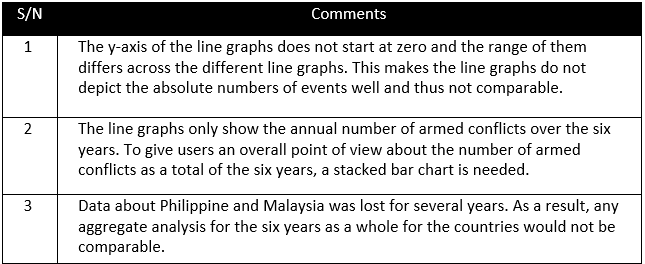 S/N Comments
1 The y-axis of the line graphs does not start at zero and the range of them
differs across the different line graphs. This makes the line graphs do not
depict the absolute numbers of events well and thus not comparable.
2 The line graphs only show the annual number of armed conflicts over the six
years. To give users an overall point of view about the number of armed
conflicts as a total of the six years, a stacked bar chart is needed.
3 Data about Philippine and Malaysia was lost for several years. As a result, any
aggregate analysis for the six years as a whole for the countries would not be
comparable.